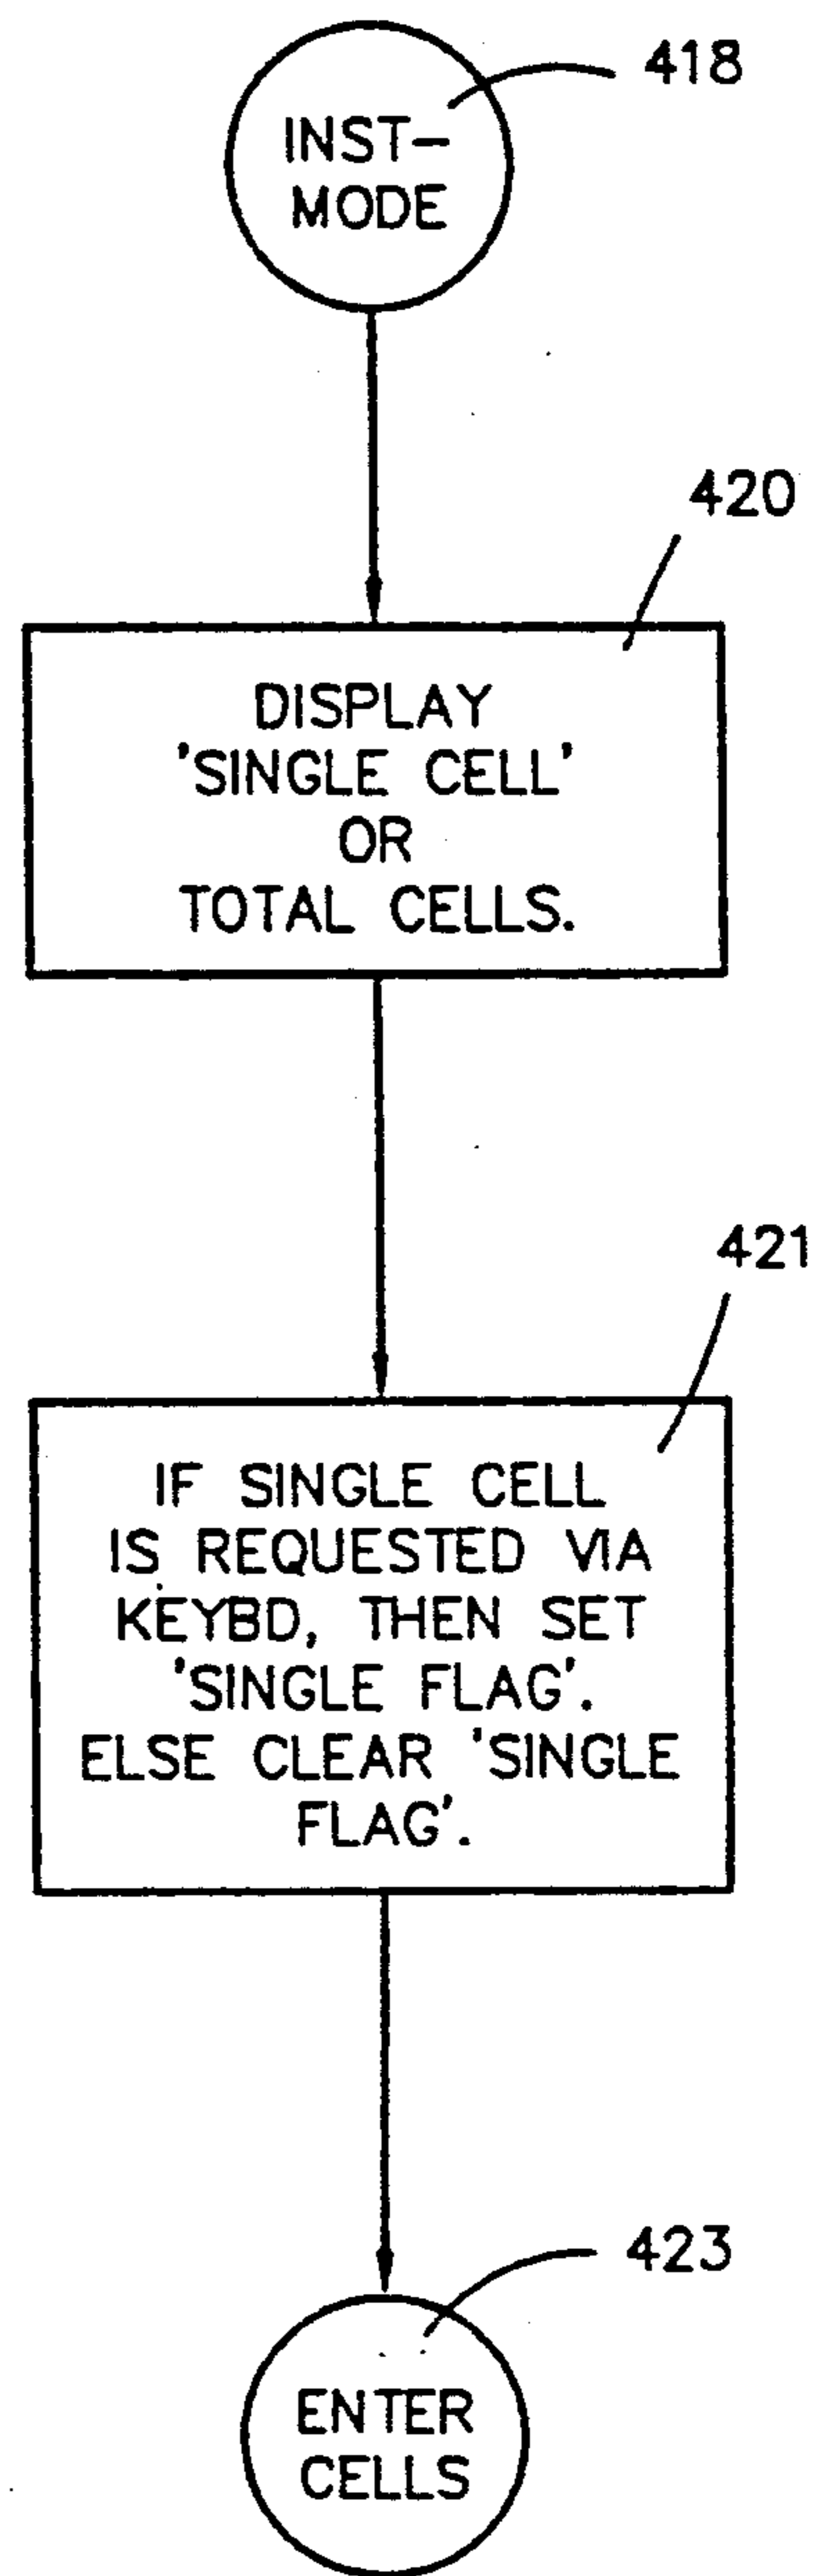 418
INST-
MODE
420
DISPLAY
'SINGLE CELL'
OR
TOTAL CELLS.
421
IF SINGLE CELL
IS REQUESTED VIA
KEYBD, THEN SET
'SINGLE FLAG'.
ELSE CLEAR 'SINGLE
FLAG'.
423
ENTER
CELLS